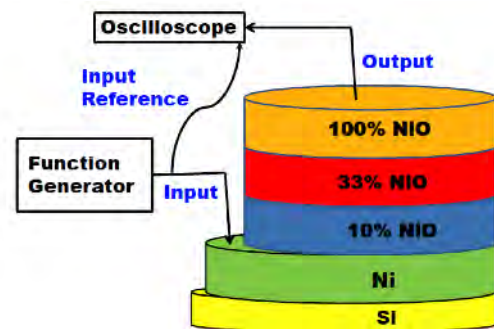 Oscilloscope
Input
Reference
Output
Function
Generator
Input
100% NIO
33% NIO
10% NIO
Ni
Si